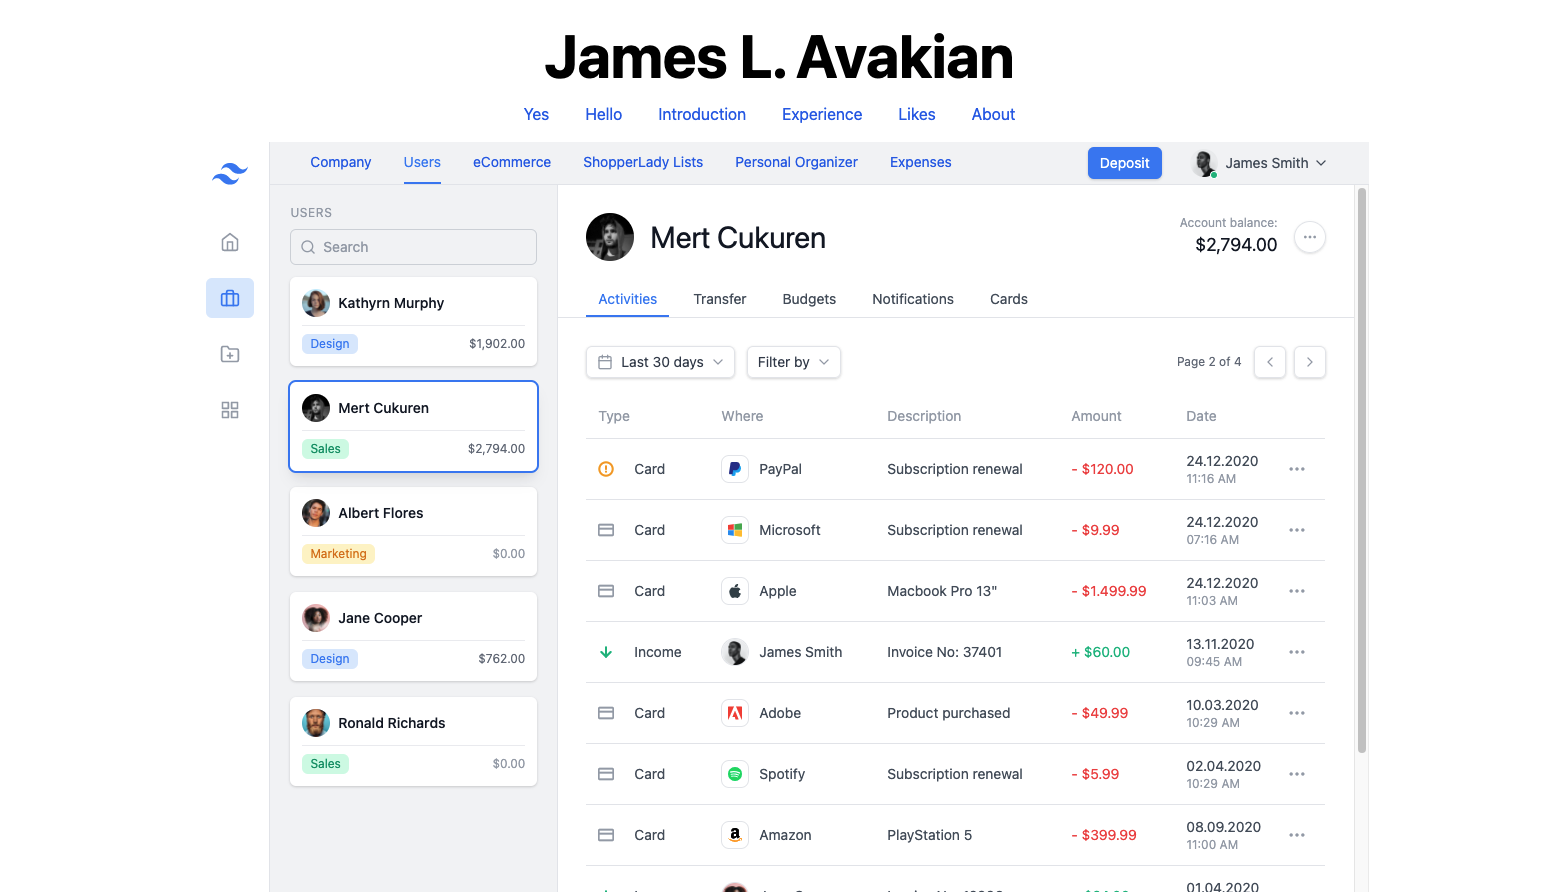 James L. Avakian
Yes Hello Introduction Experience Likes About
Company Users eCommerce ShopperLady Lists Personal Organizer Expenses Deposit James Smith
USERS
Search
Kathyrn Murphy
Design $1,902.00
Mert Cukuren
Sales $2,794.00
Albert Flores
Marketing $0.00
Jane Cooper
Design $762.00
Ronald Richards
Sales $0.00
Mert Cukuren
Account balance:
$2,794.00
Activities Transfer Budgets Notifications Cards
Last 30 days Filter by Page 2 of 4
Type Where Description Amount Date
Card PayPal Subscription renewal - $120.00 24.12.2020
11:16 AM
Card Microsoft Subscription renewal - $9.99 24.12.2020
07:16 AM
Card Apple Macbook Pro 13" - $1.499.99 24.12.2020
11:03 AM
Income James Smith Invoice No: 37401 + $60.00 13.11.2020
09:45 AM
Card Adobe Product purchased - $49.99 10.03.2020
10:29 AM
Card Spotify Subscription renewal - $5.99 02.04.2020
10:29 AM
Card Amazon PlayStation 5 - $399.99 08.09.2020
11:00 AM
01.04.2020